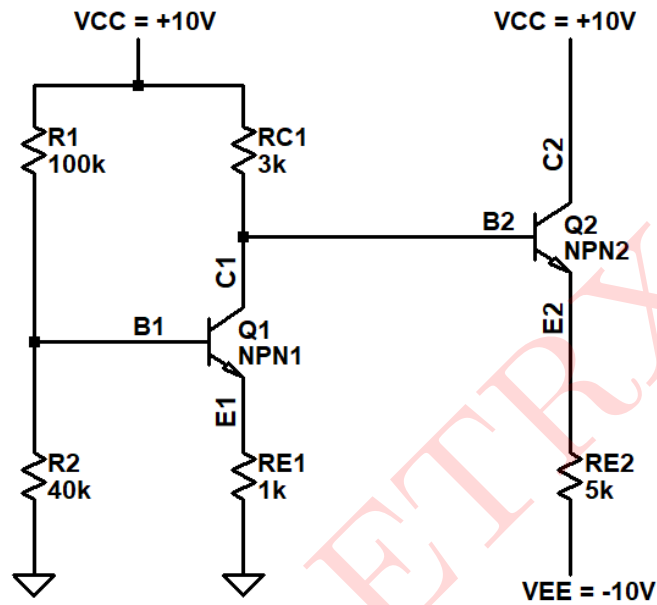 VCC = +10V
VCC = +10V
R1
100k
RC1
3k
C2
B2
Q2
NPN2
C1
B1
Q1
NPN1
E2
E1
R2
40k
RE1
1k
RE2
5k
VEE = -10V
ETRX